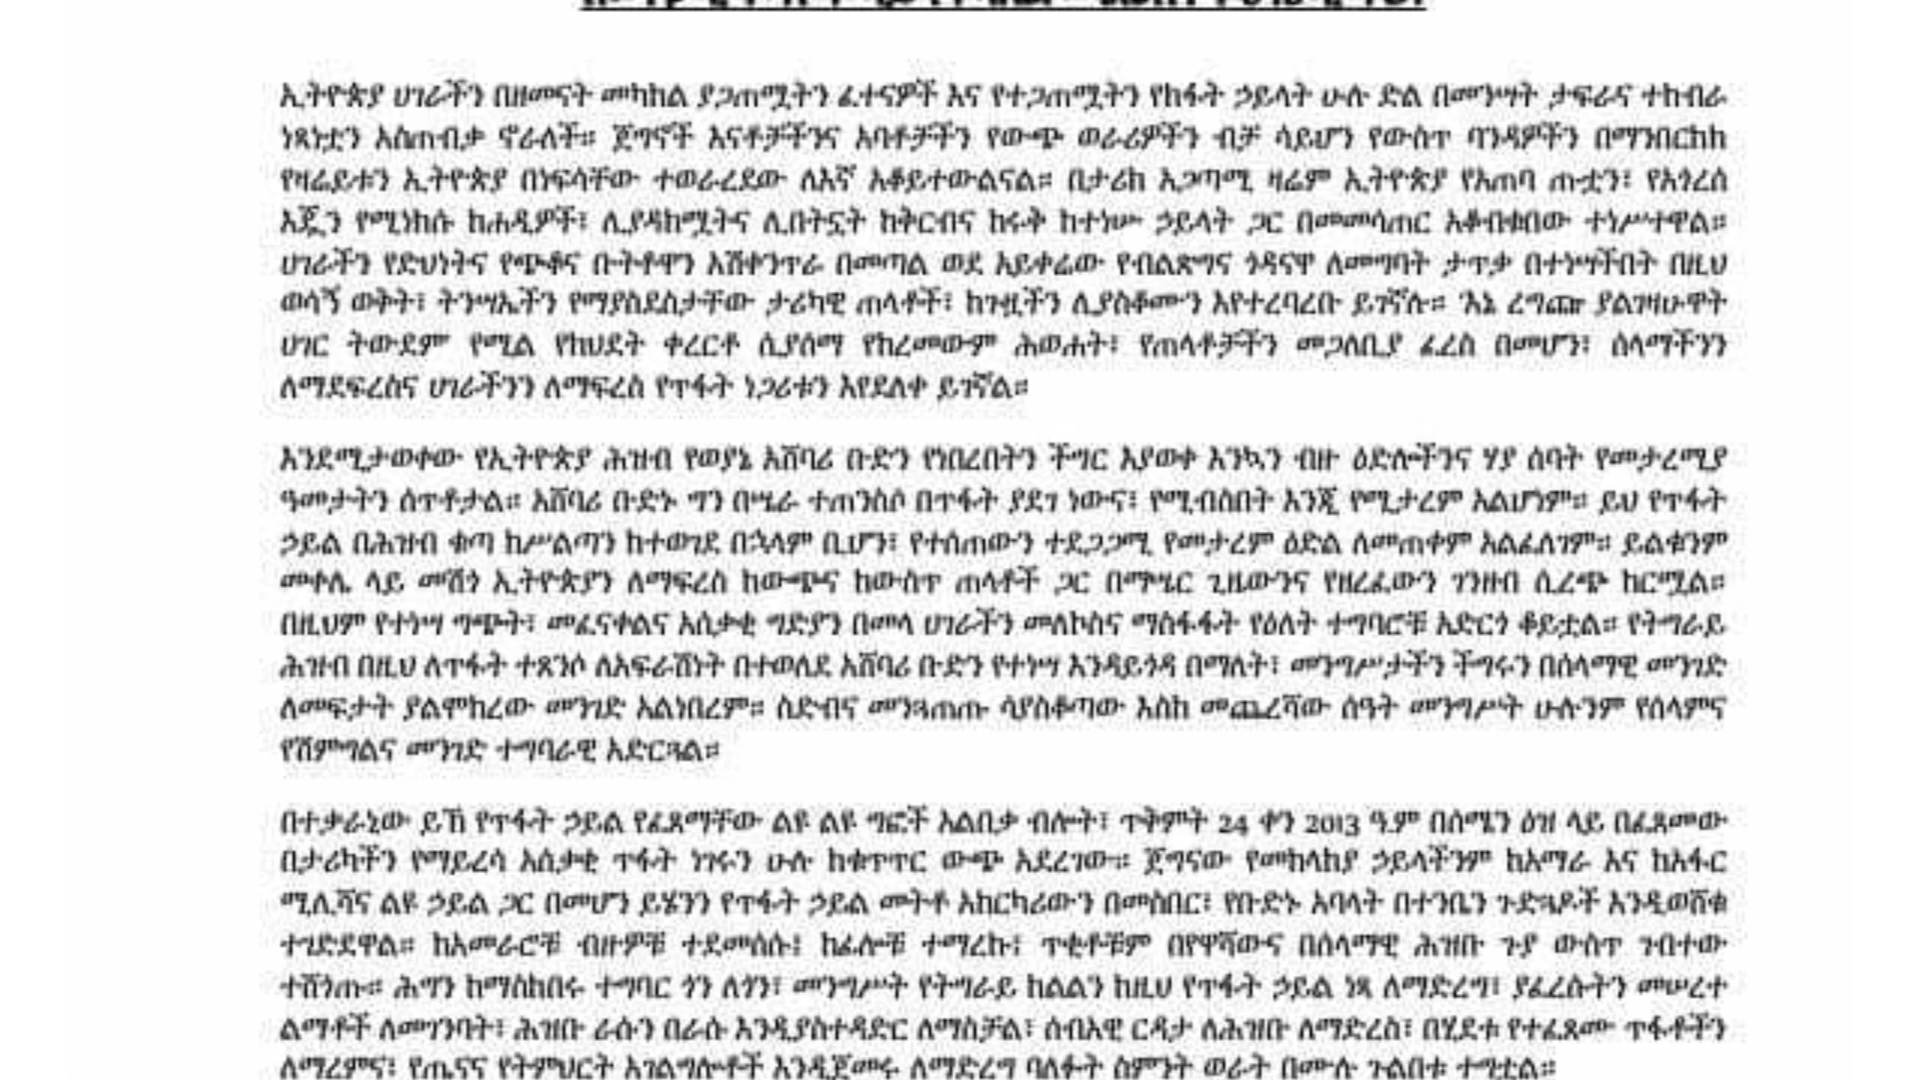 ኢትዮጵያ ሀገራችን በዘመናት መካከል ያጋጠሟትን ፈተናዎች እና የተጋጠሟትን የክፋት ኃይላት ሁሉ ድል በመንሣት ታፍራና ተከብራ
ነጻነቷን አስጠብቃ ኖራለች። ጀግኖች እናቶቻችንና አባቶቻችን የውጭ ወራሪዎችን ብቻ ሳይሆን የውስጥ ባንዳዎችን በማንበርከክ
የዛሬይቱን ኢትዮጵያ በነፍሳቸው ተወራረደው ለእኛ አቆይተውልናል። በታሪክ አጋጣሚ ዛሬም ኢትዮጵያ የአጠባ ጡቷን፣ የአጎረሰ
እጇን የሚነክሱ ከሐዲዎች፣ ሊያዳክሟትና ሊበትኗት ከቅርብና ከሩቅ ከተነሡ ኃይላት ጋር በመመሳጠር አቆብቁበው ተነሥተዋል።
ሀገራችን የድህነትና የጭቆና ቡትቶዋን አሽቀንጥራ በመጣል ወደ አይቀሬው የብልጽግና ጎዳናዋ ለመግባት ታጥቃ በተነሣችበት በዚህ
ወሳኝ ወቅት፣ ትንሣኤችን የማያስደስታቸው ታሪካዊ ጠላቶች፣ ከጉዟችን ሊያስቆሙን እየተረባረቡ ይገኛሉ። እኔ ረግጬ ያልገዛሁዋት
ሀገር ትውደም የሚል የክህደት ቀረርቶ ሲያሰማ የከረመውም ሕወሐት፣ የጠላቶቻችን መጋለቢያ ፈረስ በመሆን፣ ሰላማችንን
ለማደፍረስና ሀገራችንን ለማፍረስ የጥፋት ነጋሪቱን እየደለቀ ይገኛል።
እንደሚታወቀው የኢትዮጵያ ሕዝብ የወያኔ አሸባሪ ቡድን የነበረበትን ችግር እያወቀ እንኳን ብዙ ዕድሎችንና ሃያ ሰባት የመታረሚያ
ዓመታትን ሰጥቶታል። አሸባሪ ቡድኑ ግን በሤራ ተጠንስሶ በጥፋት ያደገ ነውና፣ የሚብስበት እንጂ የሚታረም አልሆነም። ይህ የጥፋት
ኃይል በሕዝብ ቁጣ ከሥልጣን ከተወገደ በኋላም ቢሆን፣ የተሰጠውን ተደጋጋሚ የመታረም ዕድል ለመጠቀም አልፈለገም። ይልቁንም
መቀሌ ላይ መሽጎ ኢትዮጵያን ለማፍረስ ከውጭና ከውስጥ ጠላቶች ጋር በማሤር ጊዜውንና የዘረፈውን ገንዘብ ሲረጭ ከርሟል።
በዚህም የተነሣ ግጭት፣ መፈናቀልና አሰቃቂ ግድያን በመላ ሀገራችን መለኮስና ማስፋፋት የዕለት ተግባሮቹ አድርጎ ቆይቷል። የትግራይ
ሕዝብ በዚህ ለጥፋት ተጸንሶ ለአፍራሽነት በተወለደ አሸባሪ ቡድን የተነሣ እንዳይጎዳ በማለት፣ መንግሥታችን ችግሩን በሰላማዊ መንገድ
ለመፍታት ያልሞከረው መንገድ አልነበረም። ስድብና መንጓጠጡ ሳያስቆጣው እስከ መጨረሻው ሰዓት መንግሥት ሁሉንም የሰላምና
የሽምግልና መንገድ ተግባራዊ አድርጓል።
በተቃራኒው ይኸ የጥፋት ኃይል የፈጸማቸው ልዩ ልዩ ግፎች አልበቃ ብሎት፣ ጥቅምት 24 ቀን 2013 ዓ.ም በሰሜን ዕዝ ላይ በፈጸመው
በታሪካችን የማይረሳ አሰቃቂ ጥፋት ነገሩን ሁሉ ከቁጥጥር ውጭ አደረገው። ጀግናው የመከላከያ ኃይላችንም ከአማራ እና ከአፋር
ሚሊሻና ልዩ ኃይል ጋር በመሆን ይሄንን የጥፋት ኃይል መትቶ አከርካሪውን በመስበር፣ የቡድኑ አባላት በተንቤን ጉድጓዶች እንዲወሸቁ
ተገድደዋል። ከአመራሮቹ ብዙዎቹ ተደመሰሱ፤ ከፊሎቹ ተማረኩ፤ ጥቂቶቹም በየዋሻውና በሰላማዊ ሕዝቡ ጉያ ውስጥ ገብተው
ተሸጎጡ። ሕግን ከማስከበሩ ተግባር ጎን ለጎን፣ መንግሥት የትግራይ ክልልን ከዚህ የጥፋት ኃይል ነጻ ለማድረግ፣ ያፈረሱትን መሠረተ
ልማቶች ለመገንባት፣ ሕዝቡ ራሱን በራሱ እንዲያስተዳድር ለማስቻል፣ ሰብአዊ ርዳታ ለሕዝቡ ለማድረስ፣ በሂደቱ የተፈጸሙ ጥፋቶችን
ለማረምና፣ የጤናና የትምህርት አገልግሎቶች እንዲጀመሩ ለማድረግ ባለፉት ስምንት ወራት በሙሉ ጉልበቱ ተግቷል።